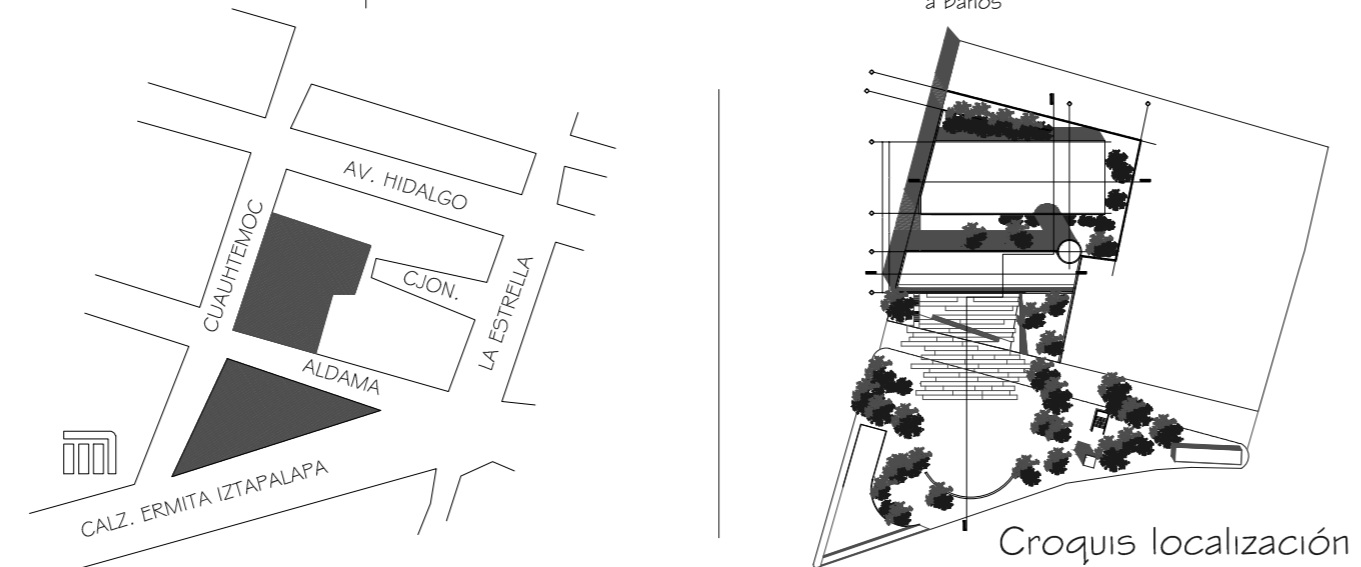 a baños
AV. HIDALGO
CUAUHTEMOC
CJON.
LA ESTRELLA
ALDAMA
CALZ. ERMITA IZTAPALAPA
Croquis localización